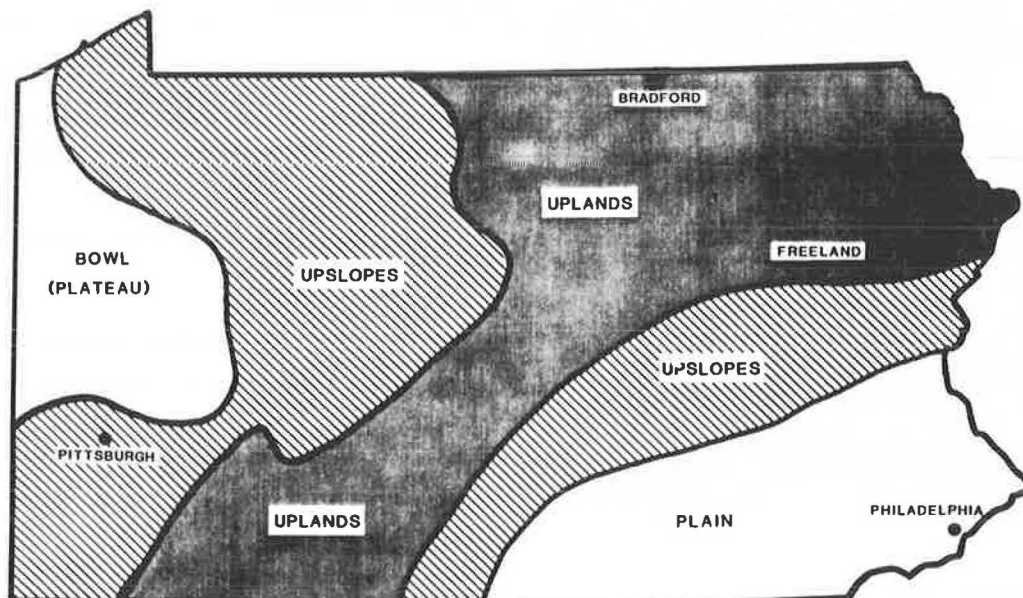 BRADFORD
UPLANDS
FREELAND
BOWL
(PLATEAU)
UPSLOPES
UPSLOPES
PITTSBURGH
UPLANDS
PLAIN
PHILADELPHIA